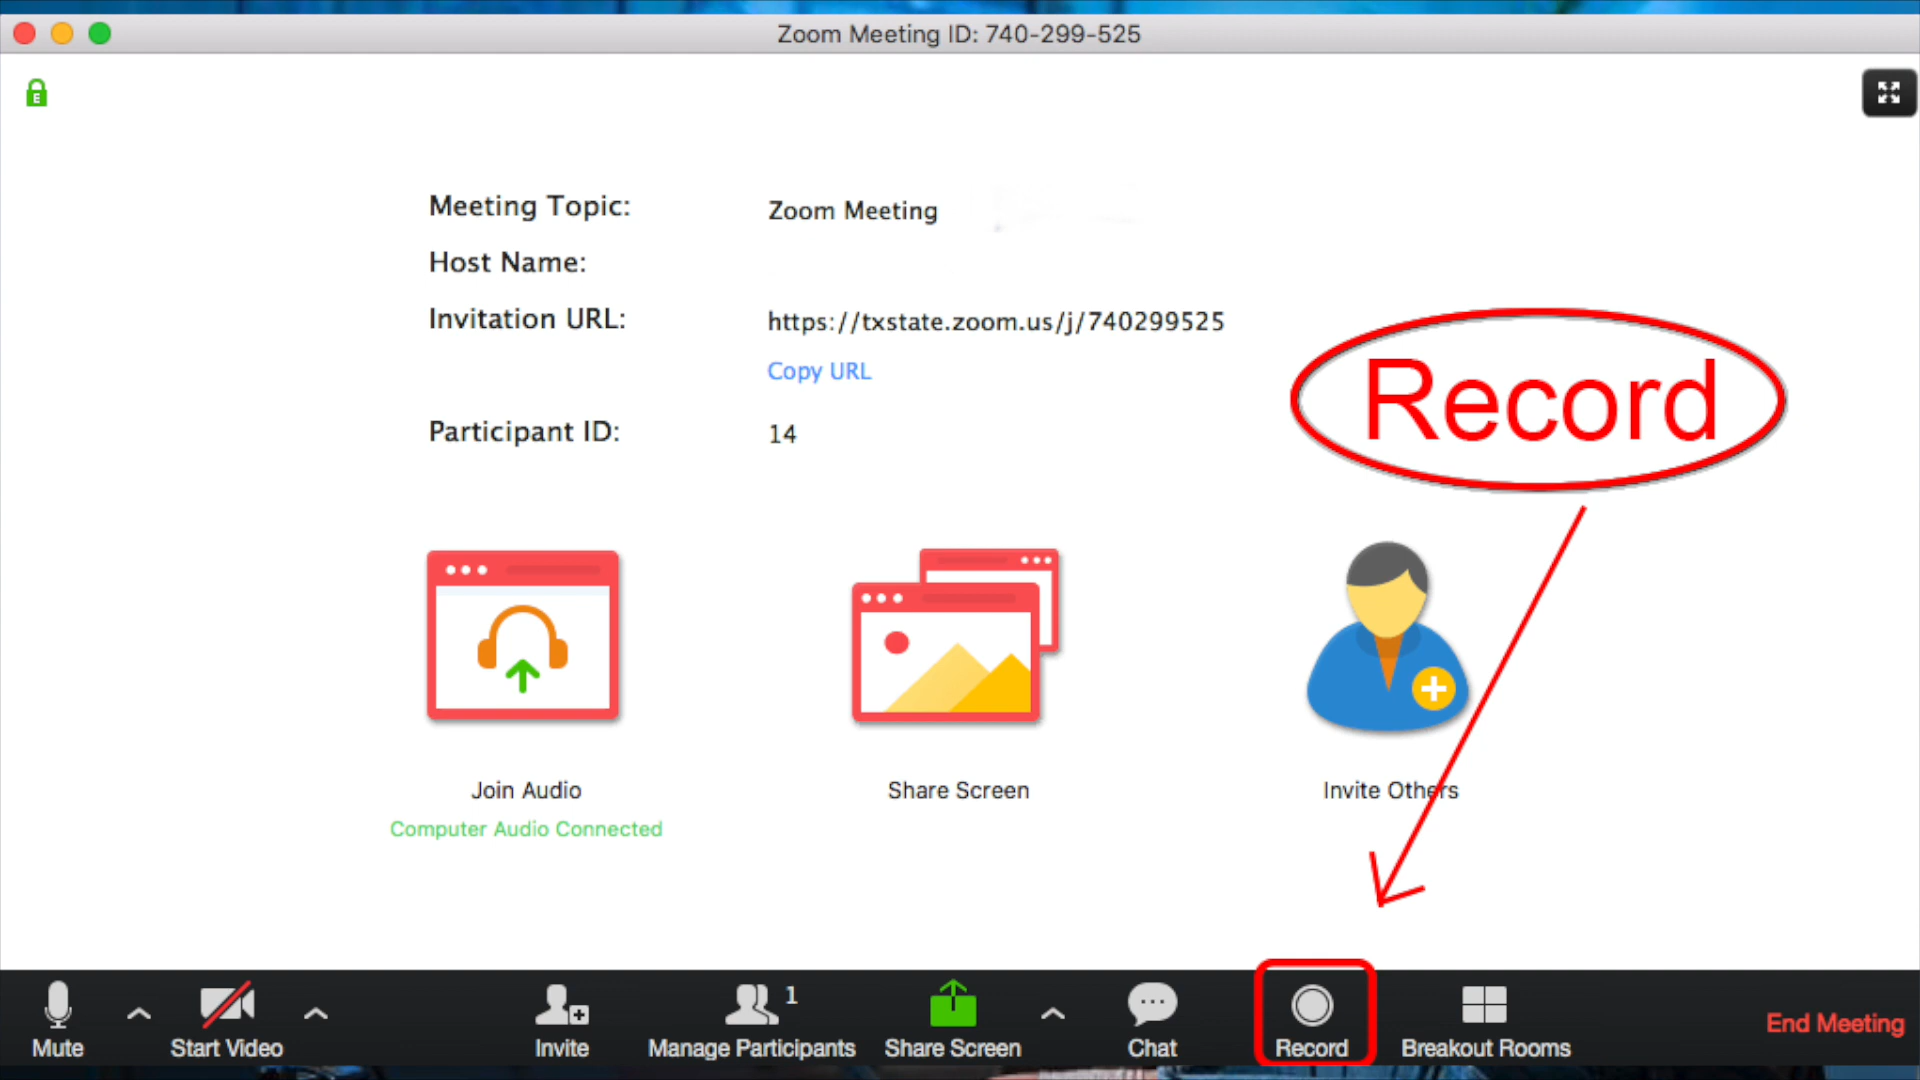 Zoom Meeting ID: 740-299-525
E
Meeting Topic: Zoom Meeting
Host Name:
Invitation URL: https://txstate.zoom.us/j/740299525
Copy URL
Participant ID: 14
Record
Join Audio Share Screen Invite Others
Computer Audio Connected
1
Mute Start Video Invite Manage Participants Share Screen Chat Record Breakout Rooms End Meeting